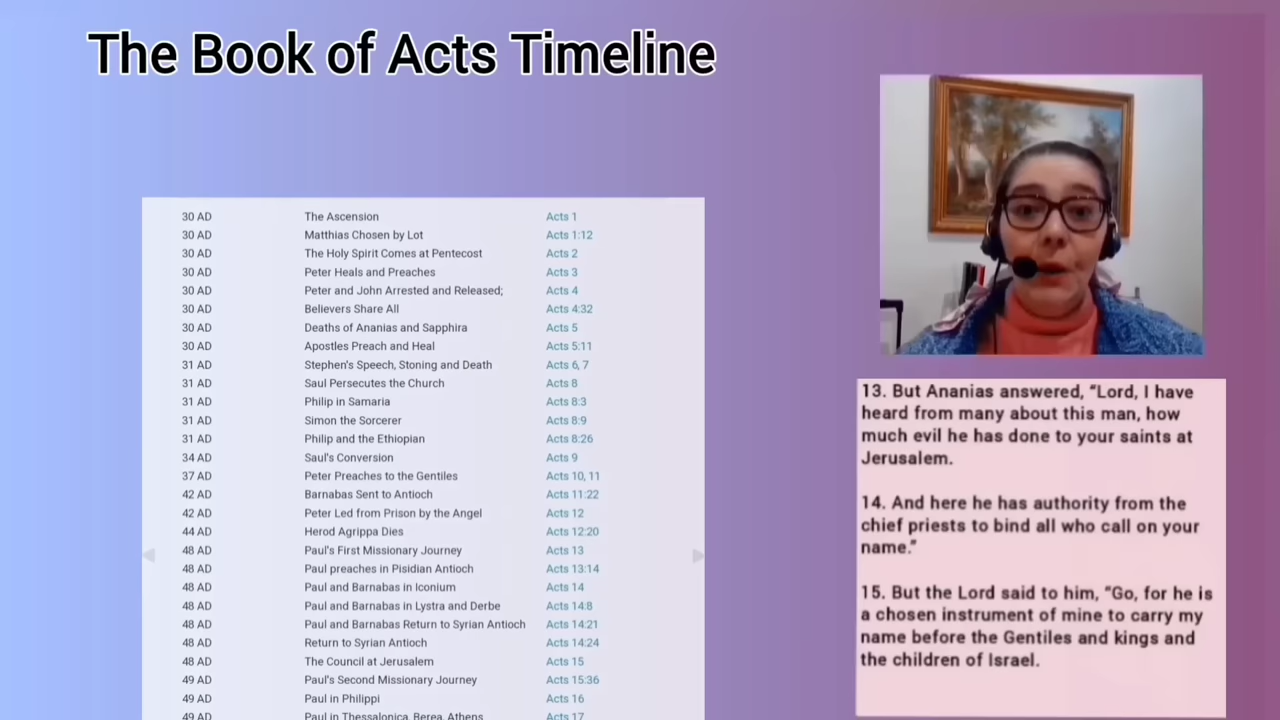 The Book of Acts Timeline
30 AD The Ascension Acts 1
30 AD Matthias Chosen by Lot Acts 1:12
30 AD The Holy Spirit Comes at Pentecost Acts 2
30 AD Peter Heals and Preaches Acts 3
30 AD Peter and John Arrested and Released; Acts 4
30 AD Believers Share All Acts 4:32
30 AD Deaths of Ananias and Sapphira Acts 5
30 AD Apostles Preach and Heal Acts 5:11
31 AD Stephen's Speech, Stoning and Death Acts 6, 7
31 AD Saul Persecutes the Church Acts 8
31 AD Philip in Samaria Acts 8:3
31 AD Simon the Sorcerer Acts 8:9
31 AD Philip and the Ethiopian Acts 8:26
34 AD Saul's Conversion Acts 9
37 AD Peter Preaches to the Gentiles Acts 10, 11
42 AD Barnabas Sent to Antioch Acts 11:22
42 AD Peter Led from Prison by the Angel Acts 12
44 AD Herod Agrippa Dies Acts 12:20
48 AD Paul's First Missionary Journey Acts 13
48 AD Paul preaches in Pisidian Antioch Acts 13:14
48 AD Paul and Barnabas in Iconium Acts 14
48 AD Paul and Barnabas in Lystra and Derbe Acts 14:8
48 AD Paul and Barnabas Return to Syrian Antioch Acts 14:21
48 AD Return to Syrian Antioch Acts 14:24
48 AD The Council at Jerusalem Acts 15
49 AD Paul's Second Missionary Journey Acts 15:36
49 AD Paul in Philippi Acts 16
49 AD Paul in Thessalonica, Berea, Athens Acts 17
13. But Ananias answered, “Lord, I have
heard from many about this man, how
much evil he has done to your saints at
Jerusalem.
14. And here he has authority from the
chief priests to bind all who call on your
name.”
15. But the Lord said to him, “Go, for he is
a chosen instrument of mine to carry my
name before the Gentiles and kings and
the children of Israel.